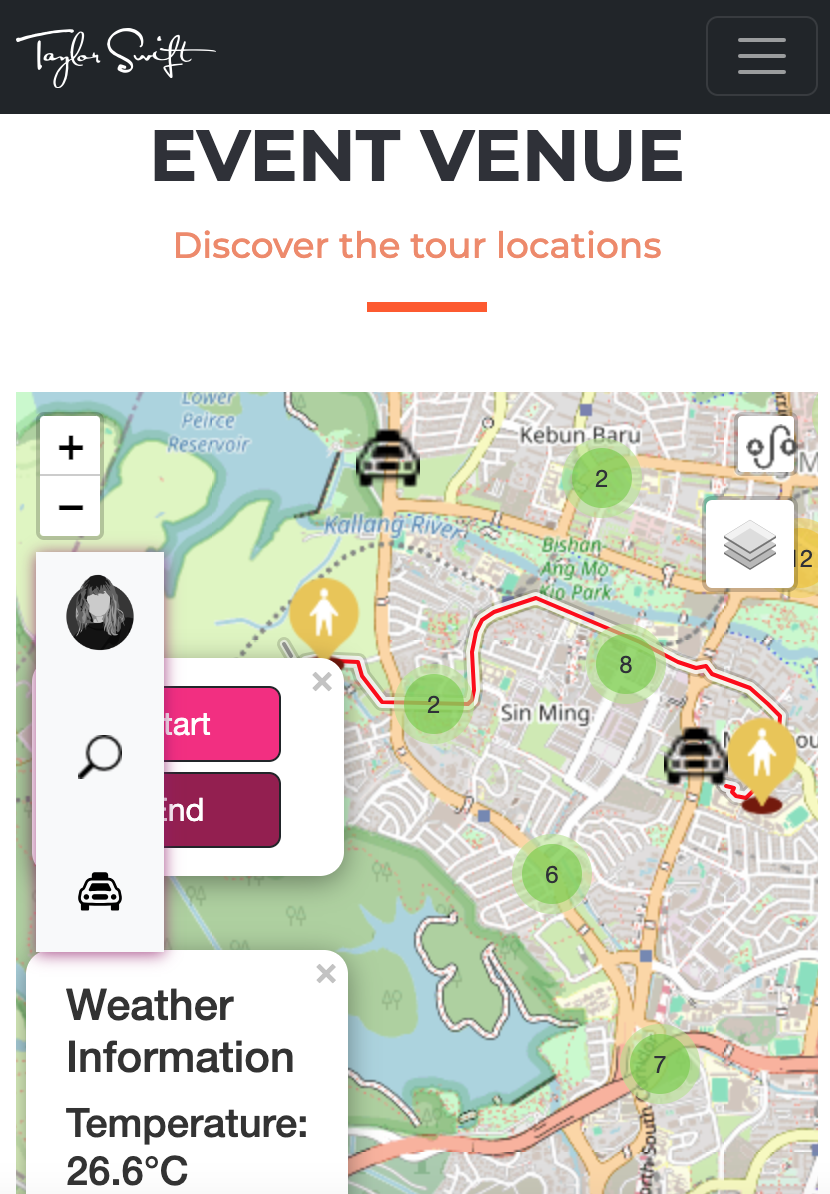 Taylor Swift
EVENT VENUE
Discover the tour locations
Lower
Peirce
Reservoir
+
−
Kebun Baru
2
Kallang River
Bishan
Ang Mo
Kio Park
12
8
2
Sin Ming
×
tart
End
6
×
Weather
Information
7
Temperature:
26.6°C